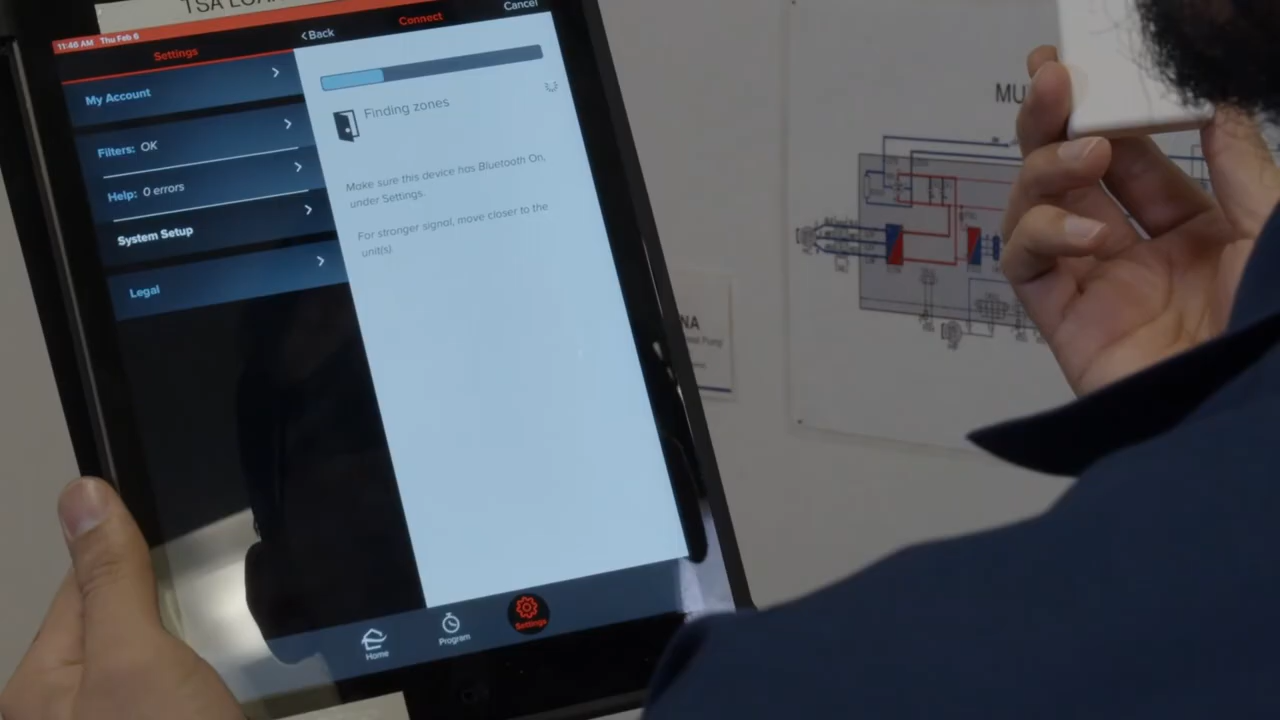 TSA LOA
11:46 AM Thu Feb 6
Settings
Back
Connect
Cancel
My Account
Filters: OK
Help: 0 errors
System Setup
Legal
Finding zones
Make sure this device has Bluetooth On,
under Settings.
For stronger signal, move closer to the
unit(s).
Home
Program
Settings
MU
NA
Pump